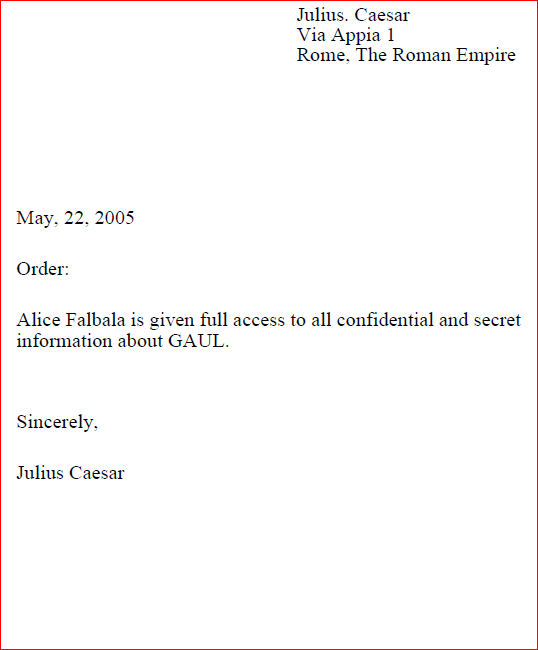 Julius. Caesar
Via Appia 1
Rome, The Roman Empire
May, 22, 2005
Order:
Alice Falbala is given full access to all confidential and secret
information about GAUL.
Sincerely,
Julius Caesar